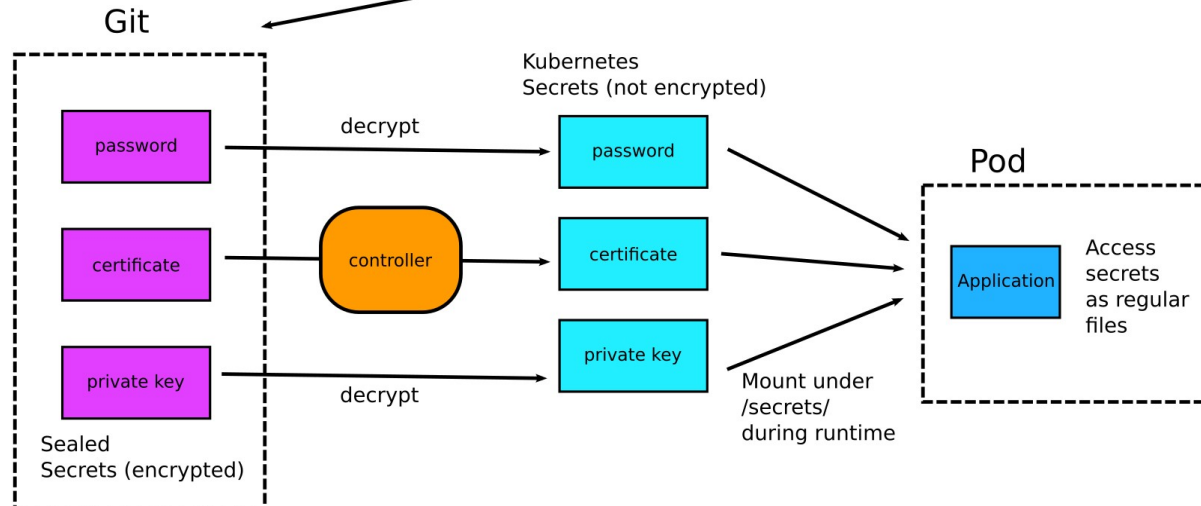 Git
password
certificate
private key
Sealed
Secrets (encrypted)
decrypt
controller
decrypt
Kubernetes
Secrets (not encrypted)
password
certificate
private key
Mount under
/secrets/
during runtime
Pod
Application
Access
secrets
as regular
files